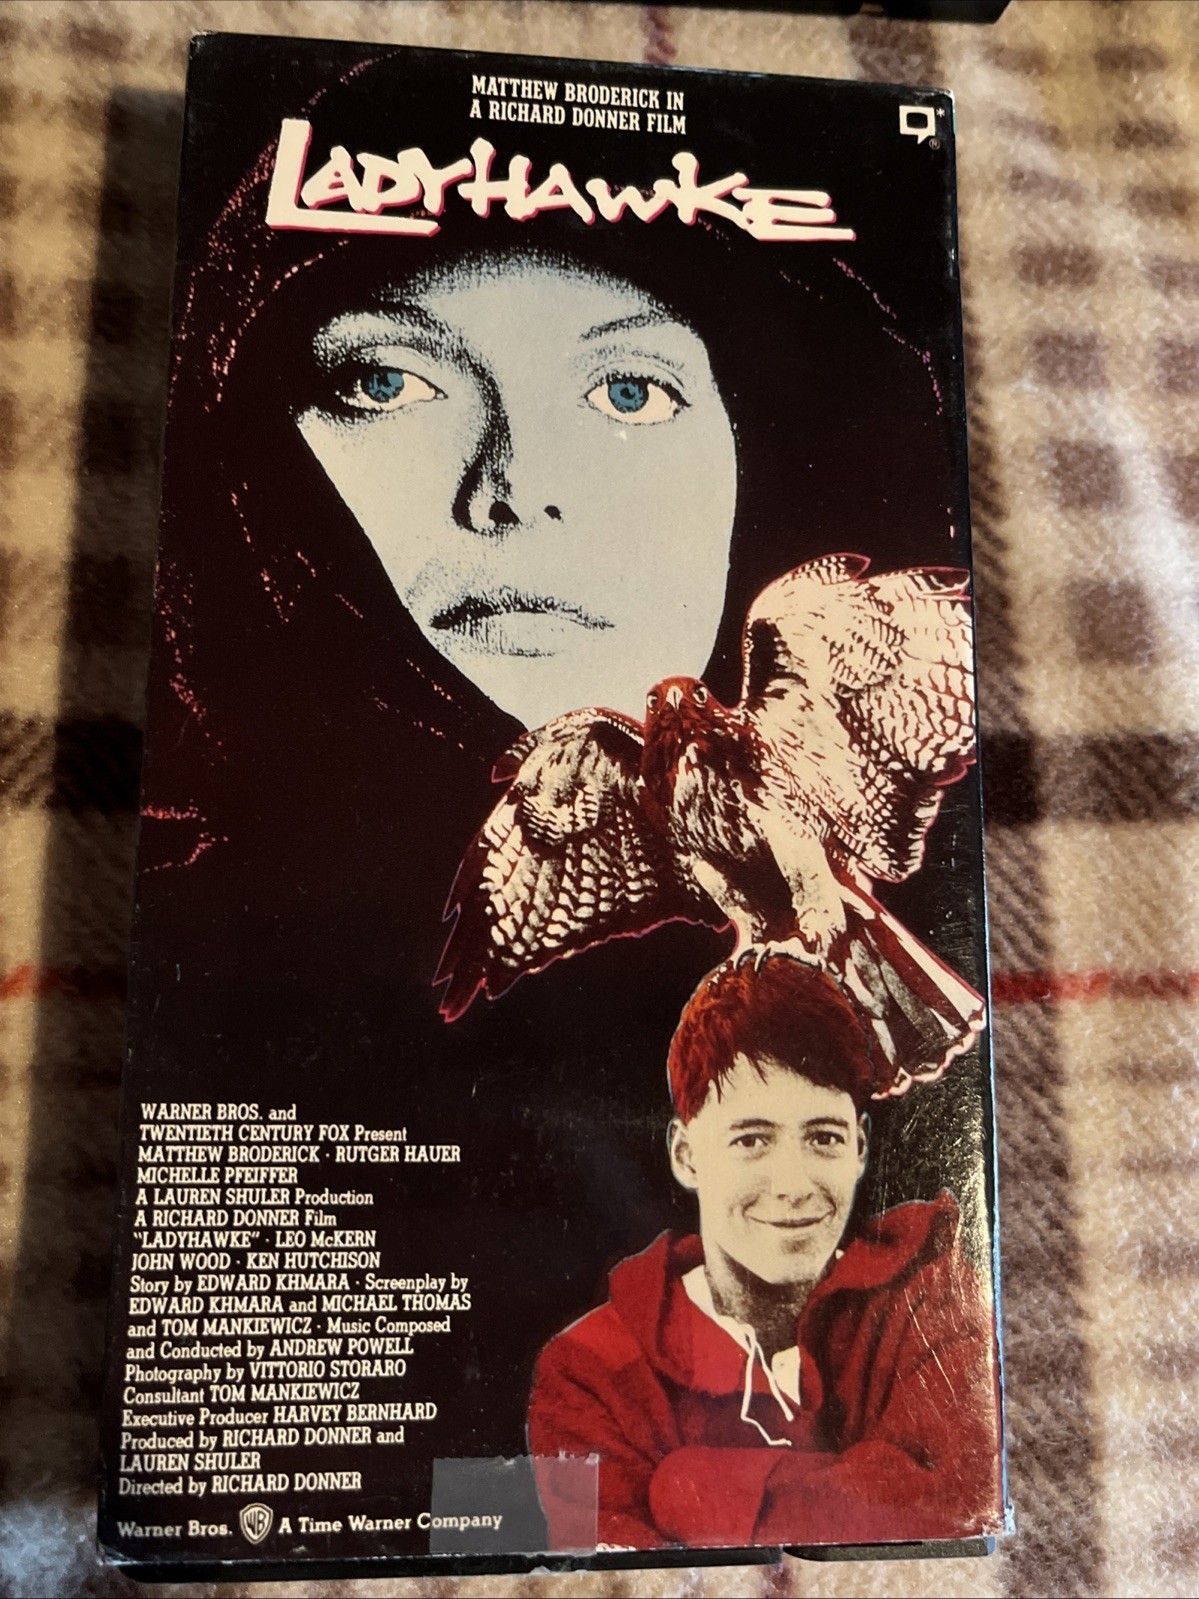 MATTHEW BRODERICK IN
A RICHARD DONNER FILM
LADYHAWKE
WARNER BROS. and
TWENTIETH CENTURY FOX Present
MATTHEW BRODERICK · RUTGER HAUER
MICHELLE PFEIFFER
A LAUREN SHULER Production
A RICHARD DONNER Film
"LADYHAWKE" · LEO McKERN
JOHN WOOD · KEN HUTCHISON
Story by EDWARD KHMARA · Screenplay by
EDWARD KHMARA and MICHAEL THOMAS
and TOM MANKIEWICZ · Music Composed
and Conducted by ANDREW POWELL
Photography by VITTORIO STORARO
Consultant TOM MANKIEWICZ
Executive Producer HARVEY BERNHARD
Produced by RICHARD DONNER and
LAUREN SHULER
Directed by RICHARD DONNER
Warner Bros. WB A Time Warner Company